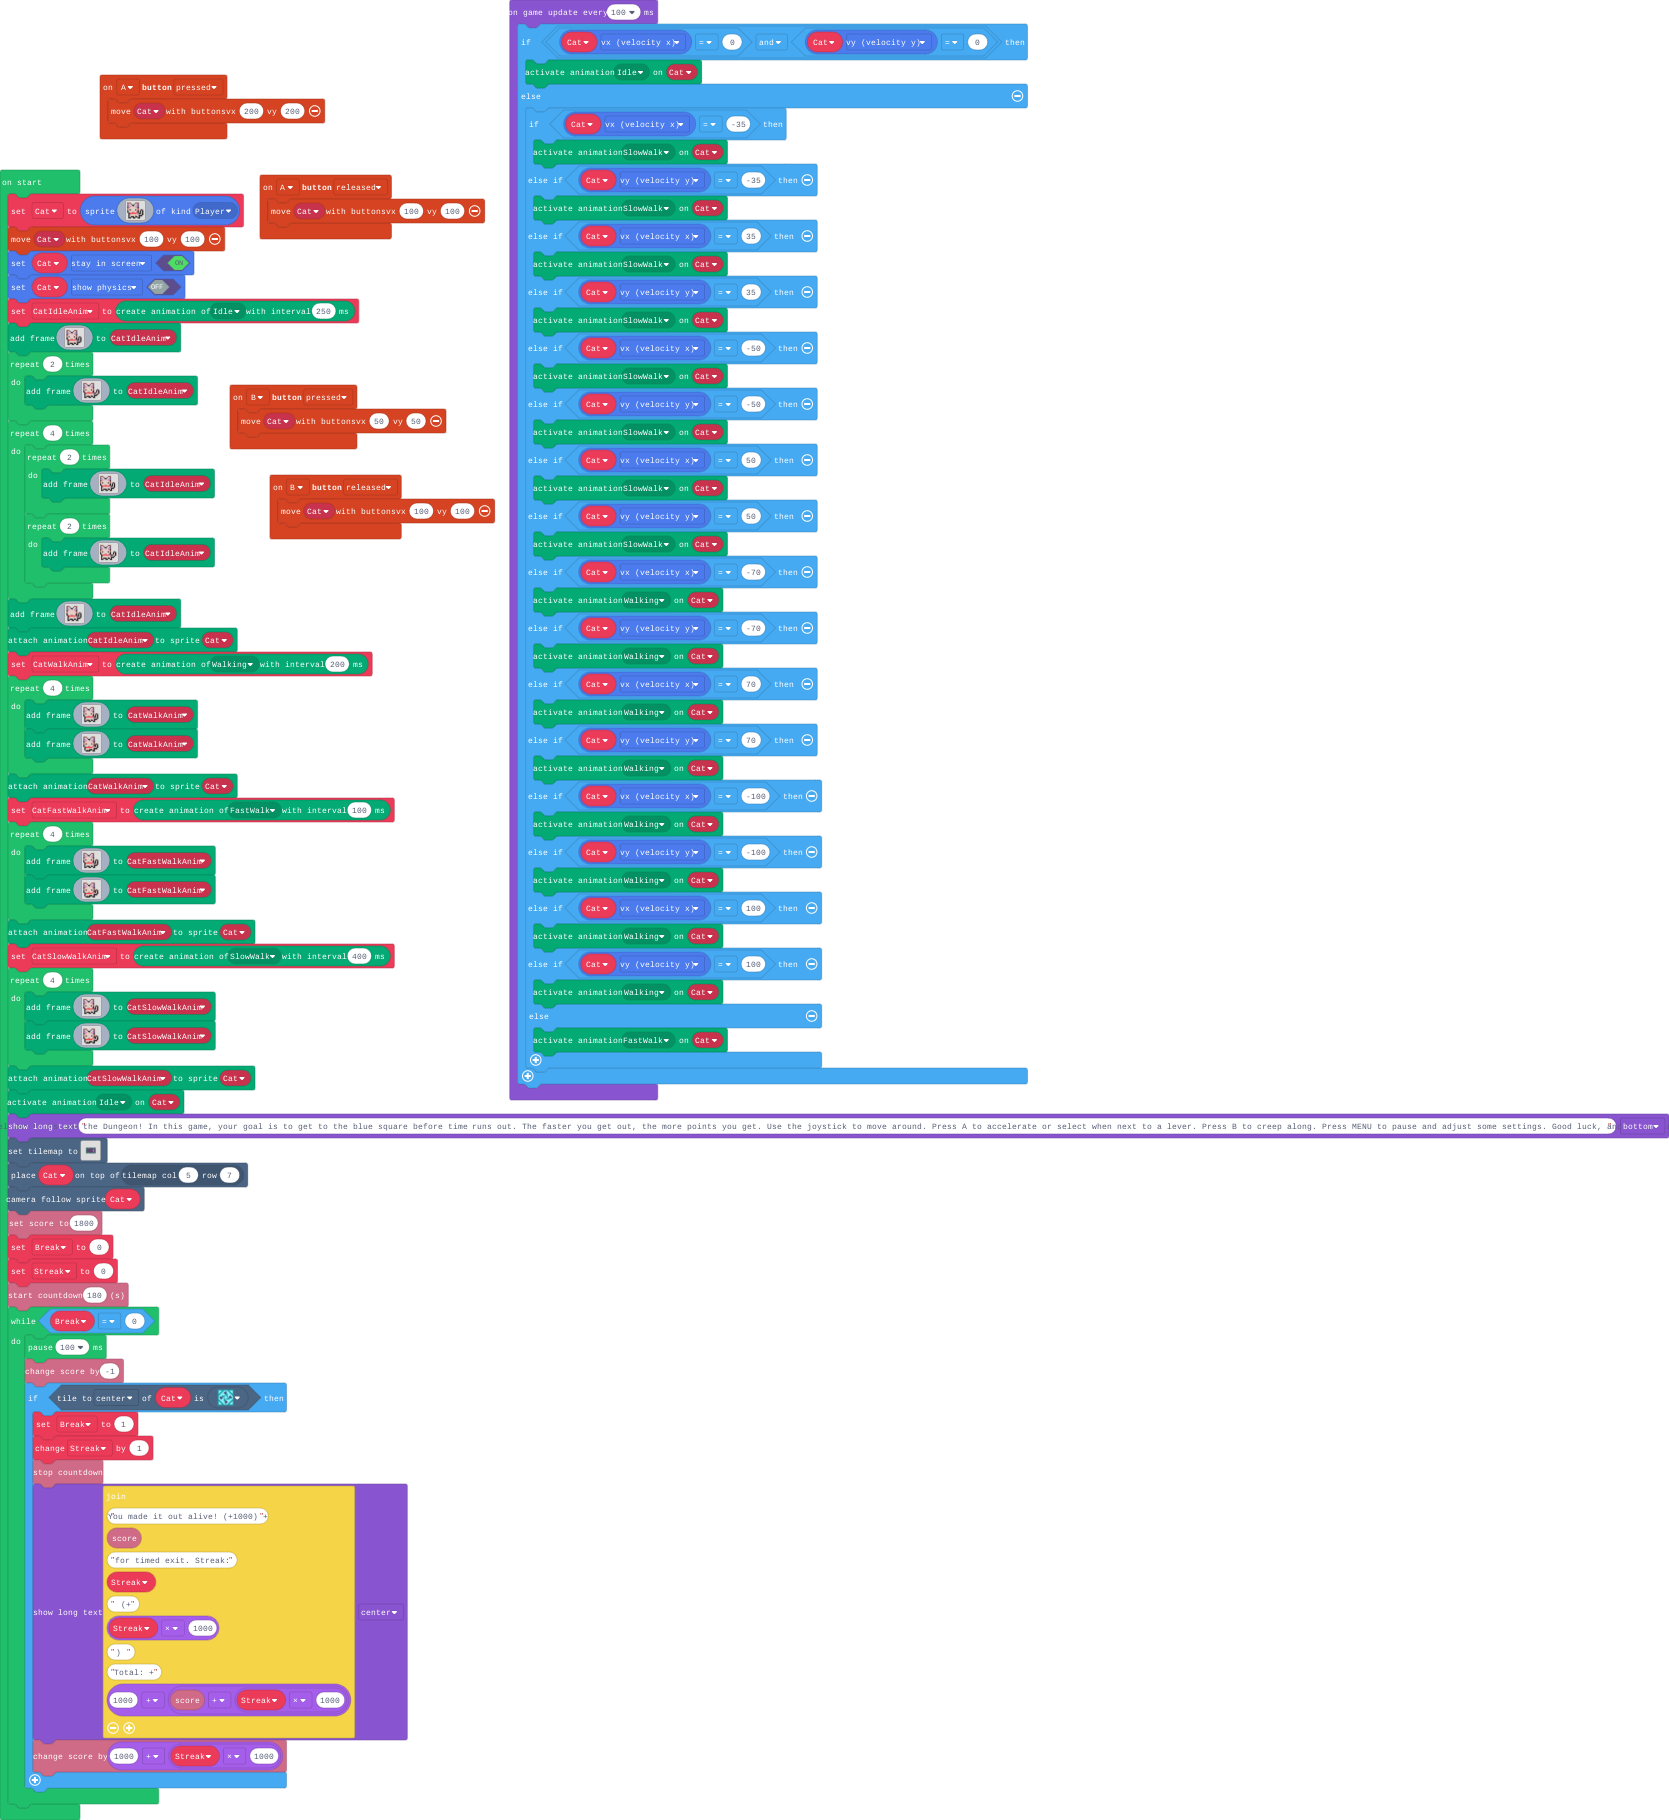 on A button pressed
move Cat with buttons vx 200 vy 200
on start
set Cat to sprite of kind Player
move Cat with buttons vx 100 vy 100
set Cat stay in screen ON
set Cat show physics OFF
set CatIdleAnim to create animation of Idle with interval 250 ms
add frame to CatIdleAnim
repeat 2 times
do add frame to CatIdleAnim
repeat 4 times
do repeat 2 times
do add frame to CatIdleAnim
repeat 2 times
do add frame to CatIdleAnim
add frame to CatIdleAnim
attach animation CatIdleAnim to sprite Cat
set CatWalkAnim to create animation of Walking with interval 200 ms
repeat 4 times
do add frame to CatWalkAnim
add frame to CatWalkAnim
attach animation CatWalkAnim to sprite Cat
set CatFastWalkAnim to create animation of FastWalk with interval 100 ms
repeat 4 times
do add frame to CatFastWalkAnim
add frame to CatFastWalkAnim
attach animation CatFastWalkAnim to sprite Cat
set CatSlowWalkAnim to create animation of SlowWalk with interval 400 ms
repeat 4 times
do add frame to CatSlowWalkAnim
add frame to CatSlowWalkAnim
attach animation CatSlowWalkAnim to sprite Cat
activate animation Idle on Cat
show long text the Dungeon! In this game, your goal is to get to the blue square before time runs out. The faster you get out, the more points you get. Use the joystick to move around. Press A to accelerate or select when next to a lever. Press B to creep along. Press MENU to pause and adjust some settings. Good luck, bottom
set tilemap to
place Cat on top of tilemap col 5 row 7
camera follow sprite Cat
set score to 1800
set Break to 0
set Streak to 0
start countdown 180 (s)
while Break = 0
do pause 100 ms
change score by -1
if tile to center of Cat is then
set Break to 1
change Streak by 1
stop countdown
show long text join center
"You made it out alive! (+1000) +"
score
"for timed exit. Streak:"
Streak
" (+"
Streak × 1000
") "
"Total: +"
1000 + score + Streak × 1000
change score by 1000 + Streak × 1000
on A button released
move Cat with buttons vx 100 vy 100
on B button pressed
move Cat with buttons vx 50 vy 50
on B button released
move Cat with buttons vx 100 vy 100
on game update every 100 ms
if Cat vx (velocity x) = 0 and Cat vy (velocity y) = 0 then
activate animation Idle on Cat
else
if Cat vx (velocity x) = -35 then
activate animation SlowWalk on Cat
else if Cat vy (velocity y) = -35 then
activate animation SlowWalk on Cat
else if Cat vx (velocity x) = 35 then
activate animation SlowWalk on Cat
else if Cat vy (velocity y) = 35 then
activate animation SlowWalk on Cat
else if Cat vx (velocity x) = -50 then
activate animation SlowWalk on Cat
else if Cat vy (velocity y) = -50 then
activate animation SlowWalk on Cat
else if Cat vx (velocity x) = 50 then
activate animation SlowWalk on Cat
else if Cat vy (velocity y) = 50 then
activate animation SlowWalk on Cat
else if Cat vx (velocity x) = -70 then
activate animation Walking on Cat
else if Cat vy (velocity y) = -70 then
activate animation Walking on Cat
else if Cat vx (velocity x) = 70 then
activate animation Walking on Cat
else if Cat vy (velocity y) = 70 then
activate animation Walking on Cat
else if Cat vx (velocity x) = -100 then
activate animation Walking on Cat
else if Cat vy (velocity y) = -100 then
activate animation Walking on Cat
else if Cat vx (velocity x) = 100 then
activate animation Walking on Cat
else if Cat vy (velocity y) = 100 then
activate animation Walking on Cat
else
activate animation FastWalk on Cat